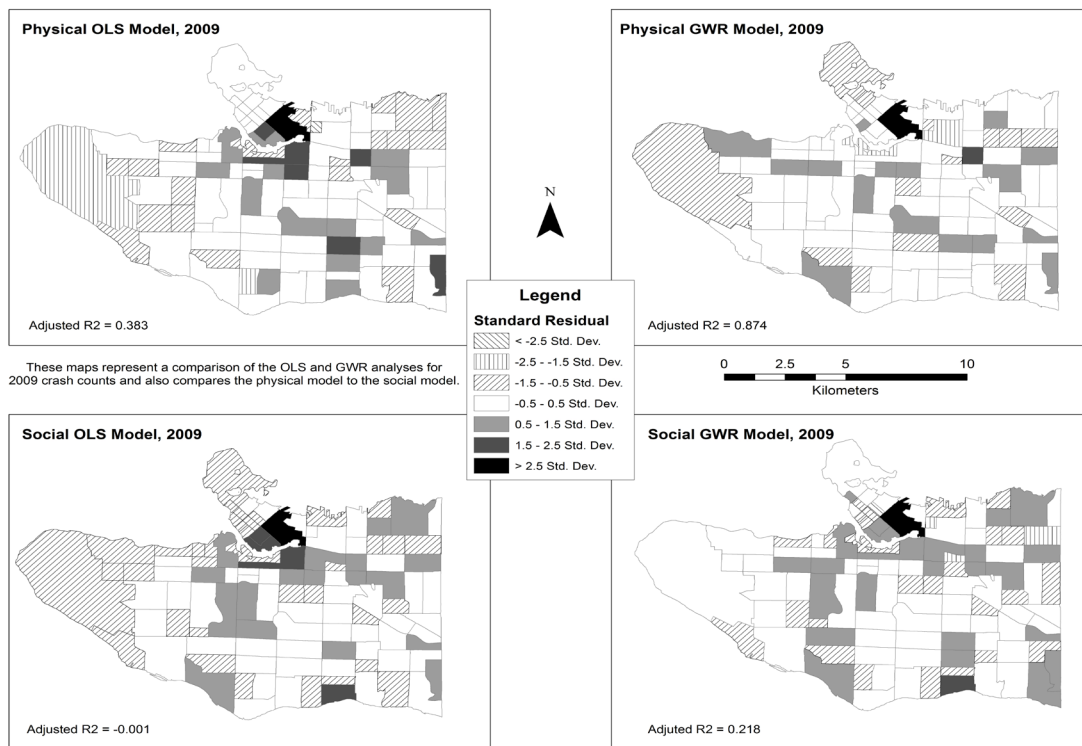 Physical OLS Model, 2009
Adjusted R2 = 0.383
Physical GWR Model, 2009
Adjusted R2 = 0.874
N
Legend
Standard Residual
< -2.5 Std. Dev.
-2.5 - -1.5 Std. Dev.
-1.5 - -0.5 Std. Dev.
-0.5 - 0.5 Std. Dev.
0.5 - 1.5 Std. Dev.
1.5 - 2.5 Std. Dev.
> 2.5 Std. Dev.
These maps represent a comparison of the OLS and GWR analyses for
2009 crash counts and also compares the physical model to the social model.
0 2.5 5 10
Kilometers
Social OLS Model, 2009
Adjusted R2 = -0.001
Social GWR Model, 2009
Adjuted R2 = 0.218